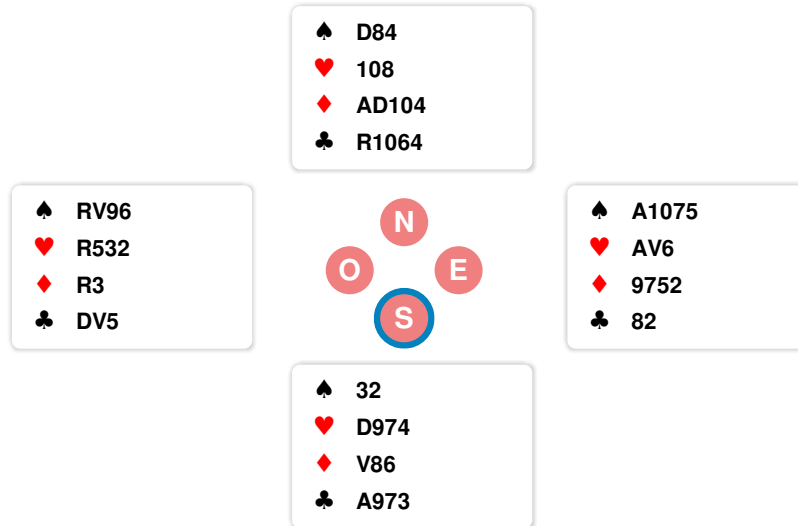 ♠ D84
♥ 108
♦ AD104
♣ R1064
♠ RV96
♥ R532
♦ R3
♣ DV5
N
O E
S
♠ A1075
♥ AV6
♦ 9752
♣ 82
♠ 32
♥ D974
♦ V86
♣ A973